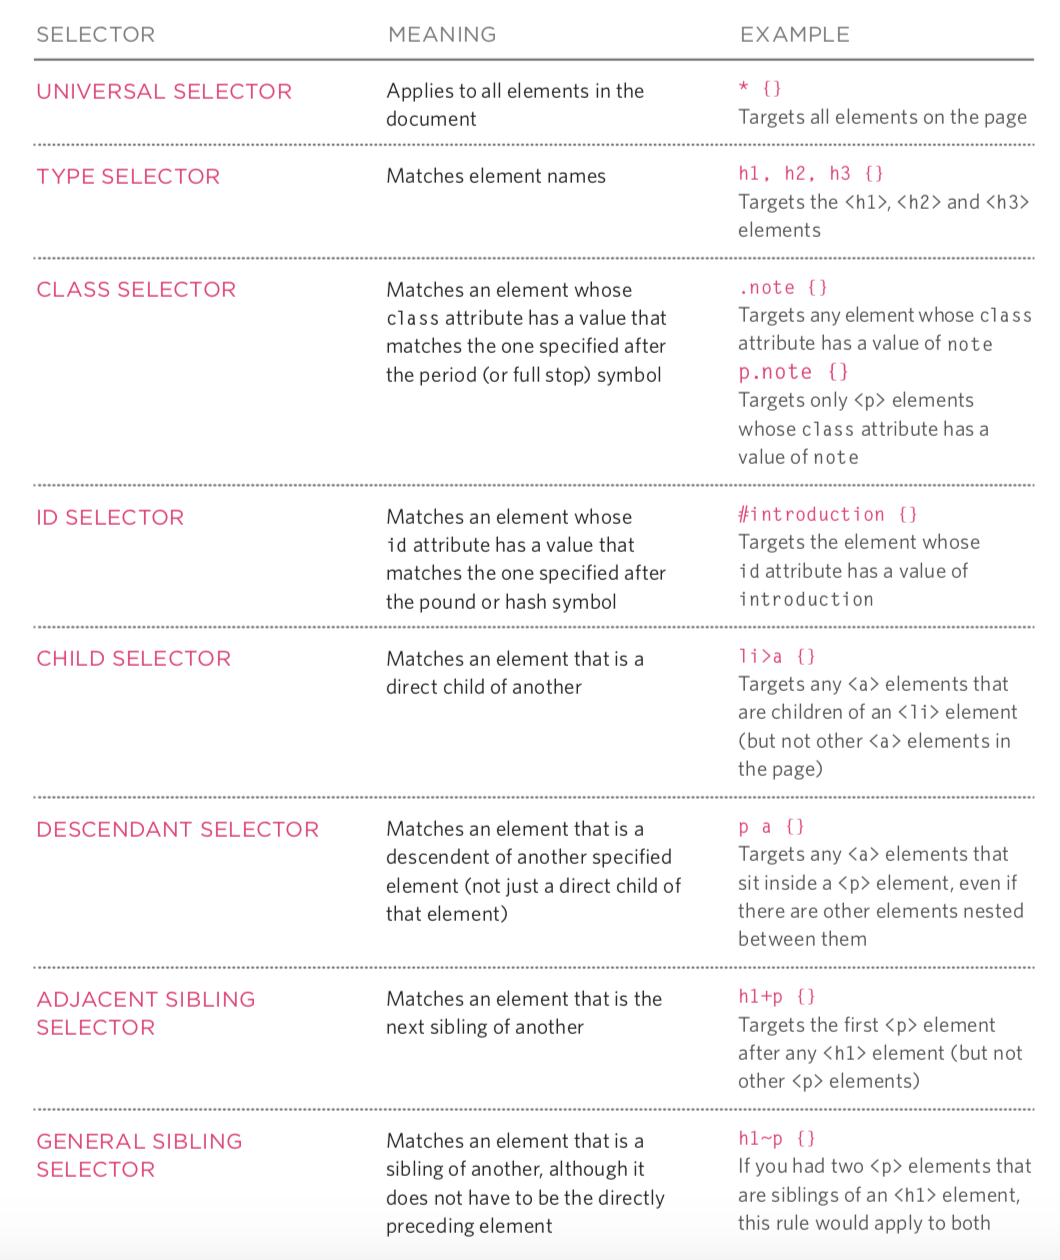 SELECTOR
MEANING
EXAMPLE
UNIVERSAL SELECTOR
Applies to all elements in the
document
* {}
Targets all elements on the page
TYPE SELECTOR
Matches element names
h1, h2, h3 {}
Targets the <h1>, <h2> and <h3>
elements
CLASS SELECTOR
Matches an element whose
class attribute has a value that
matches the one specified after
the period (or full stop) symbol
.note {}
Targets any element whose class
attribute has a value of note
p.note {}
Targets only <p> elements
whose class attribute has a
value of note
ID SELECTOR
Matches an element whose
id attribute has a value that
matches the one specified after
the pound or hash symbol
#introduction {}
Targets the element whose
id attribute has a value of
introduction
CHILD SELECTOR
Matches an element that is a
direct child of another
li>a {}
Targets any <a> elements that
are children of an <li> element
(but not other <a> elements in
the page)
DESCENDANT SELECTOR
Matches an element that is a
descendent of another specified
element (not just a direct child of
that element)
p a {}
Targets any <a> elements that
sit inside a <p> element, even if
there are other elements nested
between them
ADJACENT SIBLING
SELECTOR
Matches an element that is the
next sibling of another
h1+p {}
Targets the first <p> element
after any <h1> element (but not
other <p> elements)
GENERAL SIBLING
SELECTOR
Matches an element that is a
sibling of another, although it
does not have to be the directly
preceding element
h1~p {}
If you had two <p> elements that
are siblings of an <h1> element,
this rule would apply to both